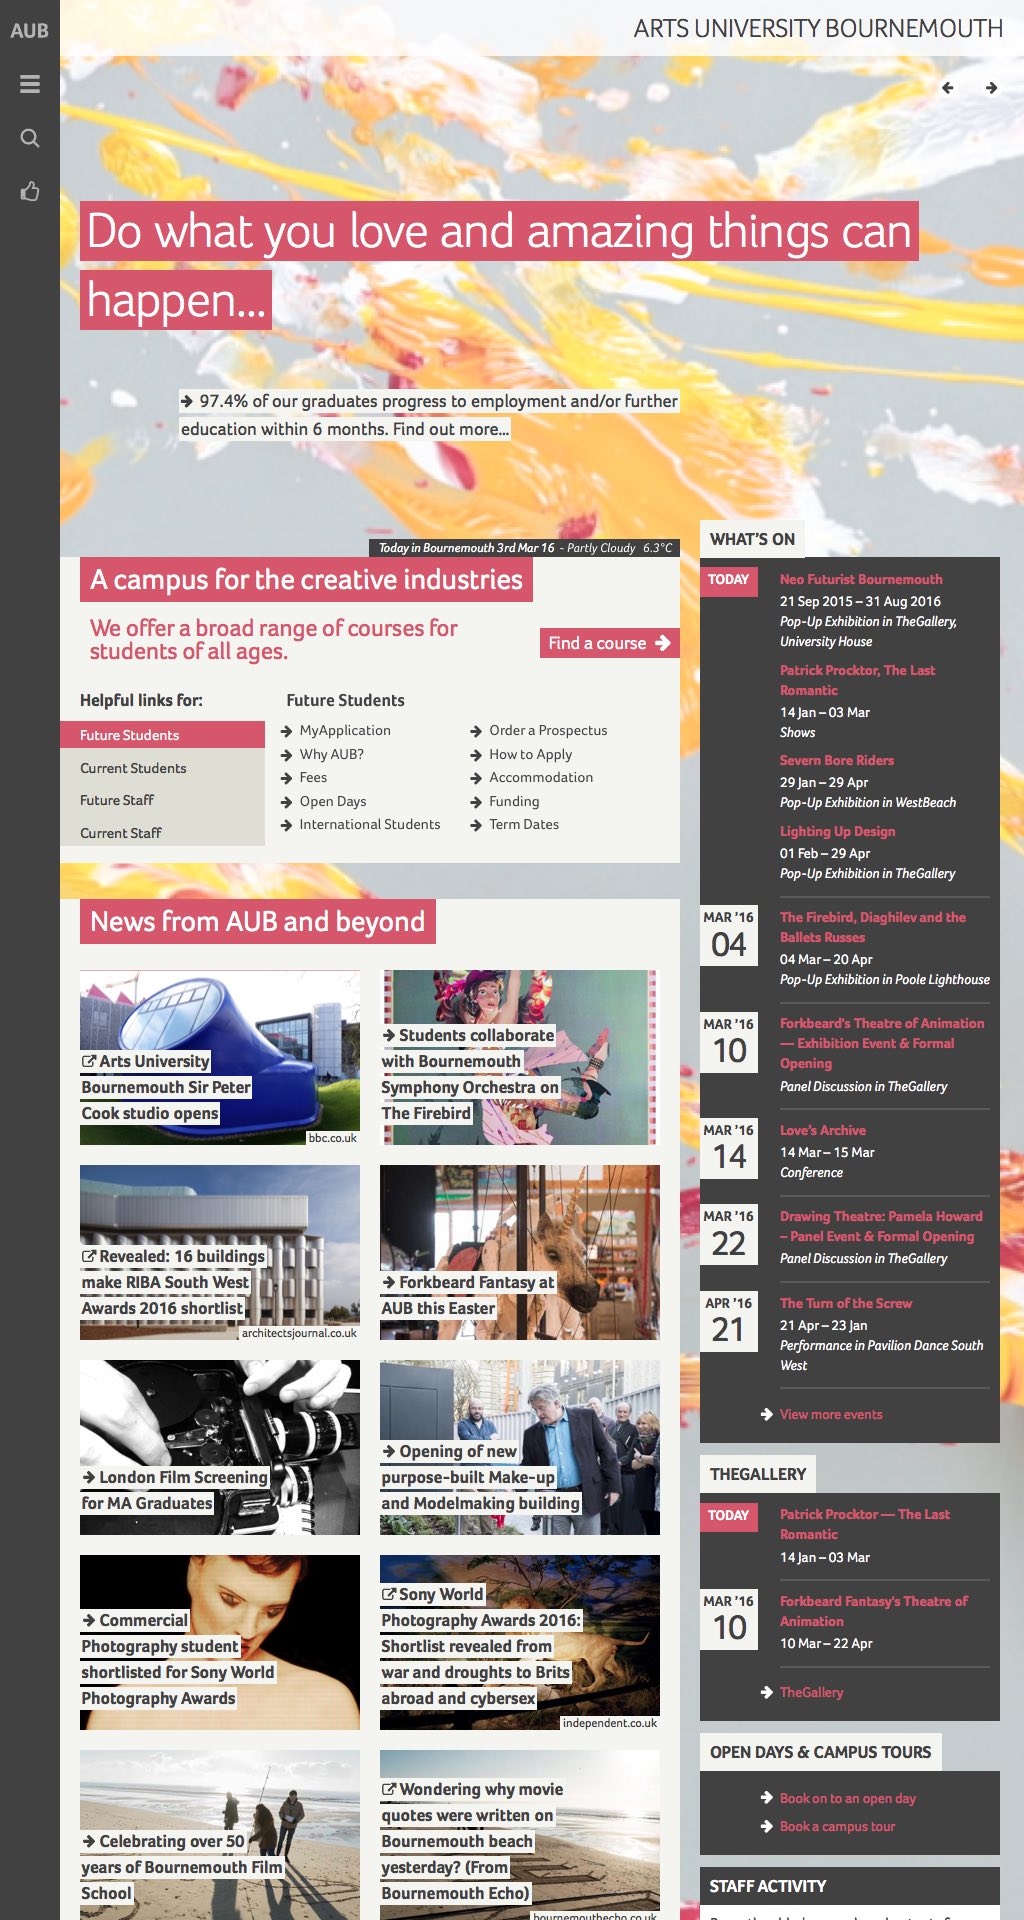 AUB
ARTS UNIVERSITY BOURNEMOUTH
Do what you love and amazing things can
happen...
97.4% of our graduates progress to employment and/or further
education within 6 months. Find out more...
Today in Bournemouth 3rd Mar 16 - Partly Cloudy 6.3°C
A campus for the creative industries
We offer a broad range of courses for
students of all ages.
Find a course
Helpful links for:
Future Students
Current Students
Future Staff
Current Staff
Future Students
MyApplication
Why AUB?
Fees
Open Days
International Students
Order a Prospectus
How to Apply
Accommodation
Funding
Term Dates
News from AUB and beyond
Arts University
Bournemouth Sir Peter
Cook studio opens
bbc.co.uk
Students collaborate
with Bournemouth
Symphony Orchestra on
The Firebird
Revealed: 16 buildings
make RIBA South West
Awards 2016 shortlist
architectsjournal.co.uk
Forkbeard Fantasy at
AUB this Easter
London Film Screening
for MA Graduates
Opening of new
purpose-built Make-up
and Modelmaking building
Commercial
Photography student
shortlisted for Sony World
Photography Awards
Sony World
Photography Awards 2016:
Shortlist revealed from
war and droughts to Brits
abroad and cybersex
independent.co.uk
Celebrating over 50
years of Bournemouth Film
School
Wondering why movie
quotes were written on
Bournemouth beach
yesterday? (From
Bournemouth Echo)
bournemouthecho.co.uk
WHAT'S ON
TODAY
Neo Futurist Bournemouth
21 Sep 2015 – 31 Aug 2016
Pop-Up Exhibition in TheGallery,
University House
Patrick Procktor, The Last
Romantic
14 Jan – 03 Mar
Shows
Severn Bore Riders
29 Jan – 29 Apr
Pop-Up Exhibition in WestBeach
Lighting Up Design
01 Feb – 29 Apr
Pop-Up Exhibition in TheGallery
MAR '16
04
The Firebird, Diaghilev and the
Ballets Russes
04 Mar – 20 Apr
Pop-Up Exhibition in Poole Lighthouse
MAR '16
10
Forkbeard's Theatre of Animation
— Exhibition Event & Formal
Opening
Panel Discussion in TheGallery
MAR '16
14
Love's Archive
14 Mar – 15 Mar
Conference
MAR '16
22
Drawing Theatre: Pamela Howard
– Panel Event & Formal Opening
Panel Discussion in TheGallery
APR '16
21
The Turn of the Screw
21 Apr – 23 Jan
Performance in Pavilion Dance South
West
View more events
THEGALLERY
TODAY
Patrick Procktor — The Last
Romantic
14 Jan – 03 Mar
MAR '16
10
Forkbeard Fantasy's Theatre of
Animation
10 Mar – 22 Apr
TheGallery
OPEN DAYS & CAMPUS TOURS
Book on to an open day
Book a campus tour
STAFF ACTIVITY